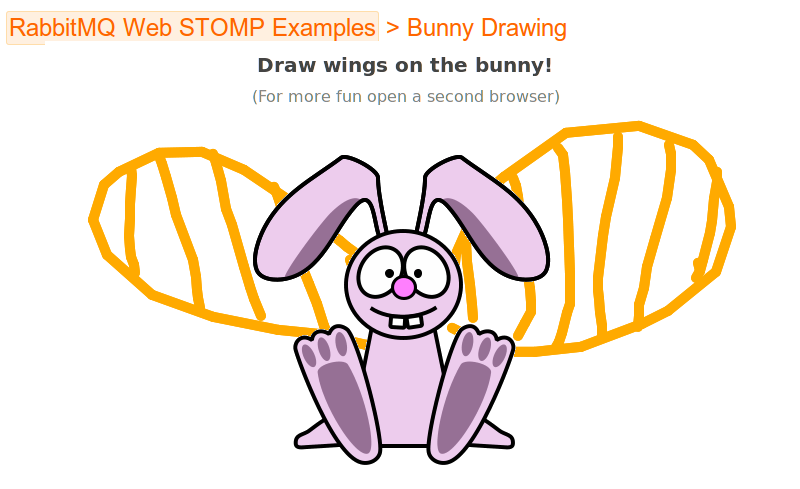 RabbitMQ Web STOMP Examples > Bunny Drawing
Draw wings on the bunny!
(For more fun open a second browser)